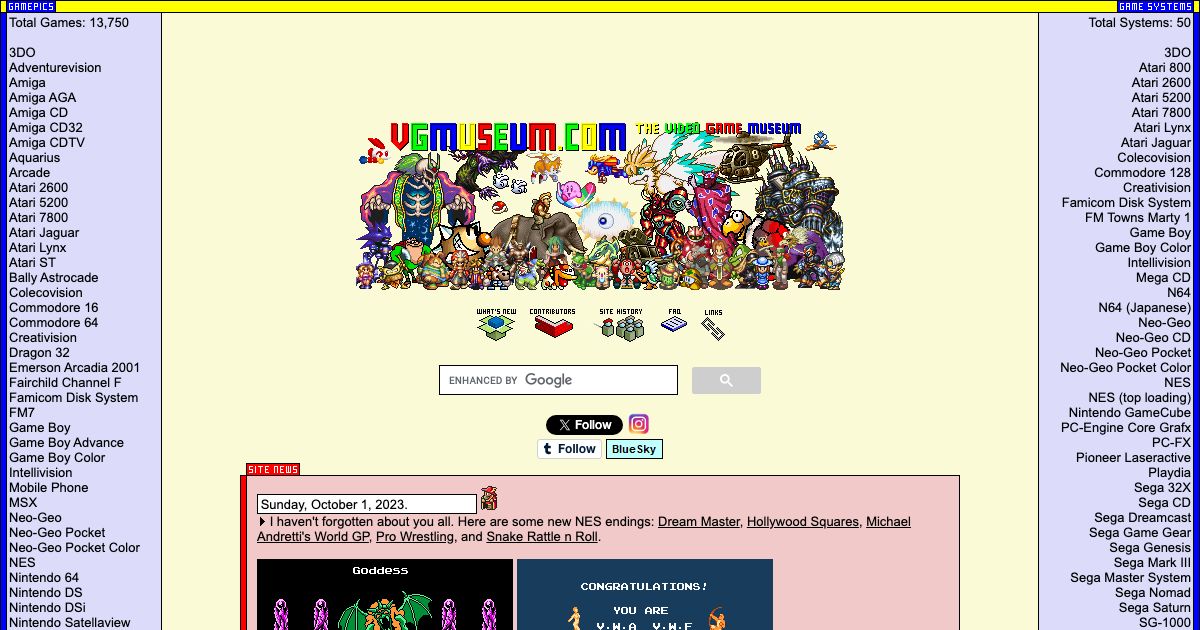 GAMEPICS
GAME SYSTEMS
Total Games: 13,750
3DO
Adventurevision
Amiga
Amiga AGA
Amiga CD
Amiga CD32
Amiga CDTV
Aquarius
Arcade
Atari 2600
Atari 5200
Atari 7800
Atari Jaguar
Atari Lynx
Atari ST
Bally Astrocade
Colecovision
Commodore 16
Commodore 64
Creativision
Dragon 32
Emerson Arcadia 2001
Fairchild Channel F
Famicom Disk System
FM7
Game Boy
Game Boy Advance
Game Boy Color
Intellivision
Mobile Phone
MSX
Neo-Geo
Neo-Geo Pocket
Neo-Geo Pocket Color
NES
Nintendo 64
Nintendo DS
Nintendo DSi
Nintendo Satellaview
VGMUSEUM.COM THE VIDEO GAME MUSEUM
WHAT'S NEW CONTRIBUTORS SITE HISTORY FAQ LINKS
ENHANCED BY Google
X Follow
t Follow BlueSky
SITE NEWS
Sunday, October 1, 2023.
I haven't forgotten about you all. Here are some new NES endings: Dream Master, Hollywood Squares, Michael
Andretti's World GP, Pro Wrestling, and Snake Rattle n Roll.
Goddess
CONGRATULATIONS!
YOU ARE
V.W.A V.W.F
Total Systems: 50
3DO
Atari 800
Atari 2600
Atari 5200
Atari 7800
Atari Lynx
Atari Jaguar
Colecovision
Commodore 128
Creativision
Famicom Disk System
FM Towns Marty 1
Game Boy
Game Boy Color
Intellivision
Mega CD
N64
N64 (Japanese)
Neo-Geo
Neo-Geo CD
Neo-Geo Pocket
Neo-Geo Pocket Color
NES
NES (top loading)
Nintendo GameCube
PC-Engine Core Grafx
PC-FX
Pioneer Laseractive
Playdia
Sega 32X
Sega CD
Sega Dreamcast
Sega Game Gear
Sega Genesis
Sega Mark III
Sega Master System
Sega Nomad
Sega Saturn
SG-1000